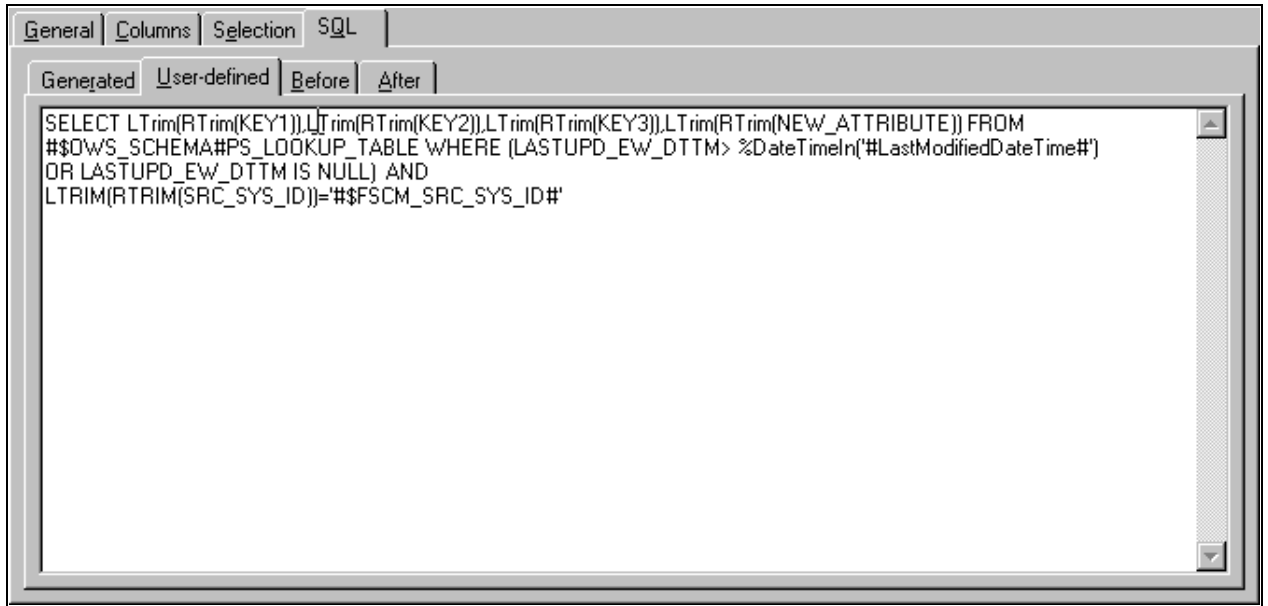 General Columns Selection SQL
Generated User-defined Before After
SELECT LTrim(RTrim(KEY1)),LTrim(RTrim(KEY2)),LTrim(RTrim(KEY3)),LTrim(RTrim(NEW_ATTRIBUTE)) FROM
#$OWS_SCHEMA#PS_LOOKUP_TABLE WHERE (LASTUPD_EW_DTTM> %DateTimeIn('#LastModifiedDateTime#')
OR LASTUPD_EW_DTTM IS NULL) AND
LTRIM(RTRIM(SRC_SYS_ID))='#$FSCM_SRC_SYS_ID#'